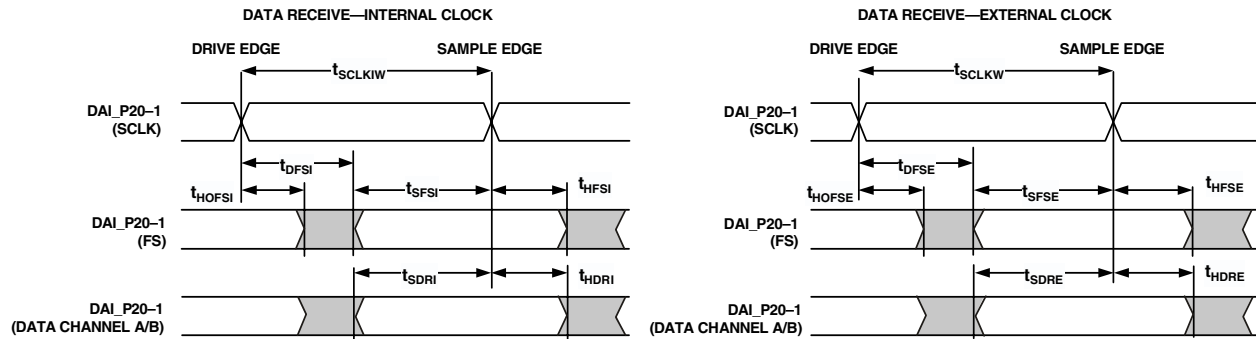 DATA RECEIVE—INTERNAL CLOCK
DRIVE EDGE
SAMPLE EDGE
tSCLKIW
DAI_P20–1
(SCLK)
tDFSI
tHOFSI
tSFSI
tHFSI
DAI_P20–1
(FS)
tSDRI
tHDRI
DAI_P20–1
(DATA CHANNEL A/B)
DATA RECEIVE—EXTERNAL CLOCK
DRIVE EDGE
SAMPLE EDGE
tSCLKW
DAI_P20–1
(SCLK)
tDFSE
tHOFSE
tSFSE
tHFSE
DAI_P20–1
(FS)
tSDRE
tHDRE
DAI_P20–1
(DATA CHANNEL A/B)